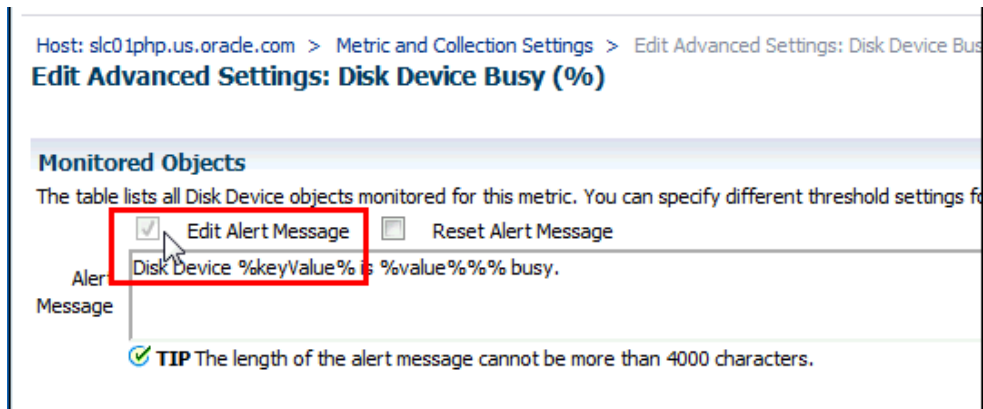 Host: slc01php.us.oracle.com > Metric and Collection Settings > Edit Advanced Settings: Disk Device Bus
Edit Advanced Settings: Disk Device Busy (%)
Monitored Objects
The table lists all Disk Device objects monitored for this metric. You can specify different threshold settings fo
Edit Alert Message Reset Alert Message
Alert Message
Disk Device %keyValue% is %value%%% busy.
TIP The length of the alert message cannot be more than 4000 characters.